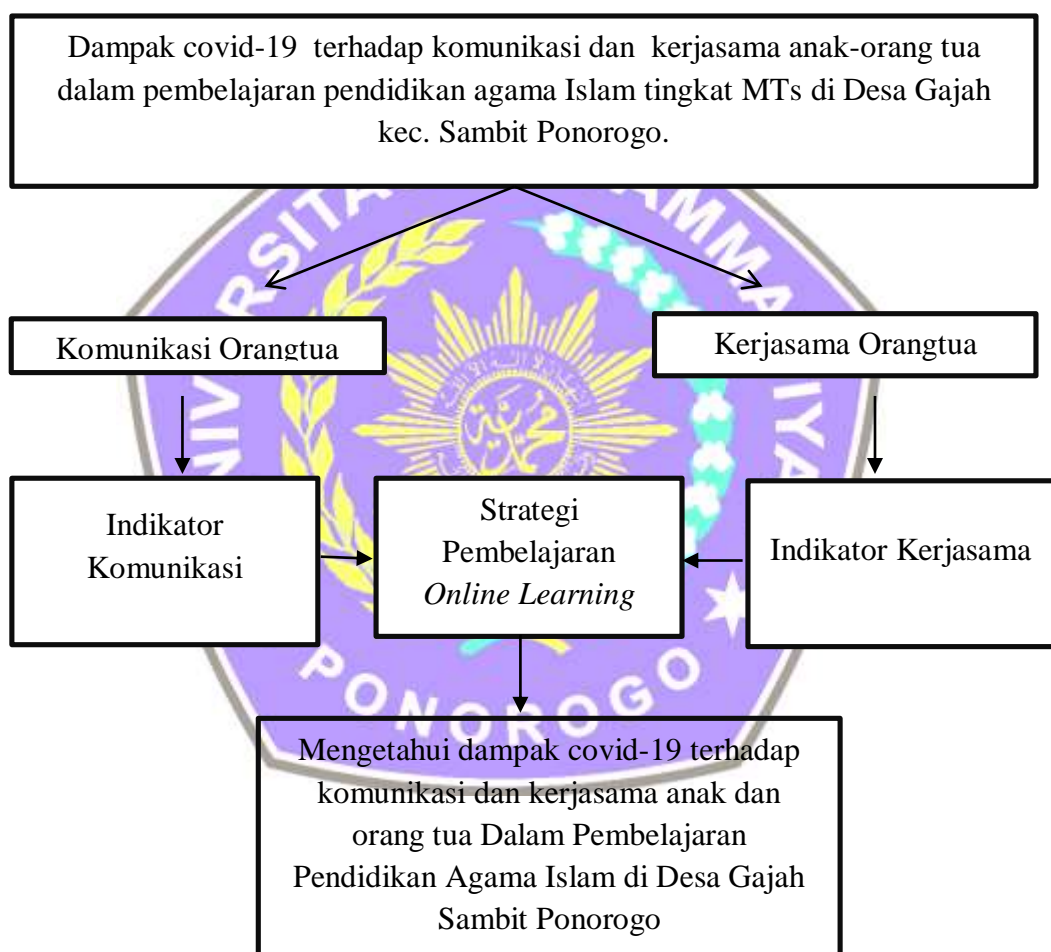 Dampak covid-19 terhadap komunikasi dan kerjasama anak-orang tua
dalam pembelajaran pendidikan agama Islam tingkat MTs di Desa Gajah
kec. Sambit Ponorogo.
Komunikasi Orangtua
Kerjasama Orangtua
Indikator
Komunikasi
Strategi
Pembelajaran
Online Learning
Indikator Kerjasama
PONOROGO
Mengetahui dampak covid-19 terhadap
komunikasi dan kerjasama anak dan
orang tua Dalam Pembelajaran
Pendidikan Agama Islam di Desa Gajah
Sambit Ponorogo